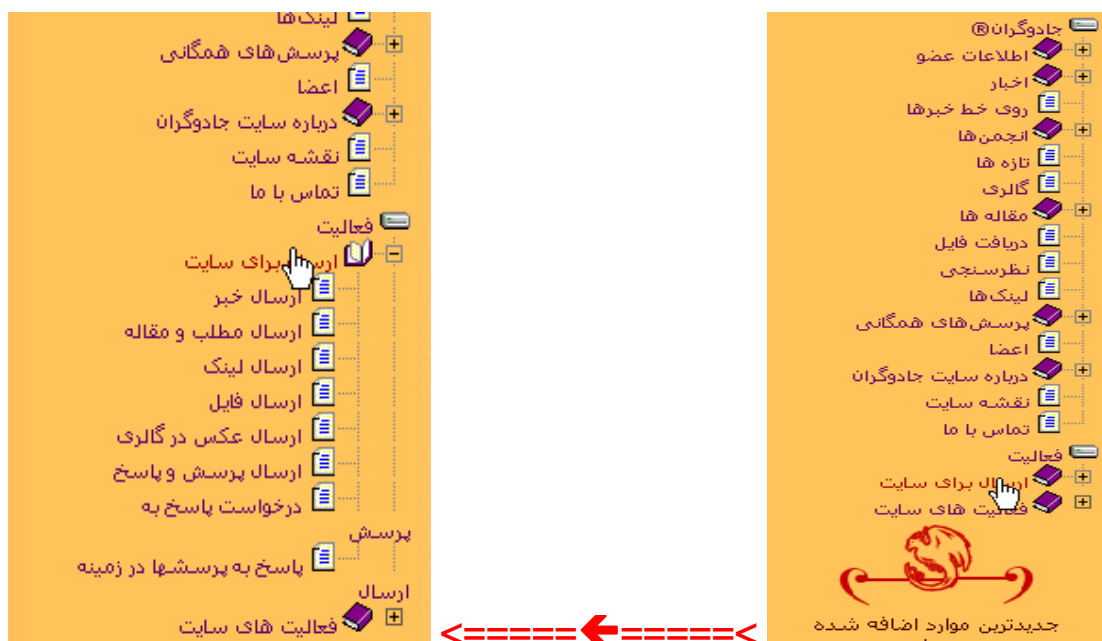 جادوگران®
اطلاعات عضو
اخبار
روی خط خبرها
انجمن‌ها
تازه ها
گالری
مقاله ها
دریافت فایل
نظرسنجی
لینک‌ها
پرسش‌های همگانی
اعضا
درباره سایت جادوگران
نقشه سایت
تماس با ما
فعالیت
ارسال برای سایت
فعالیت های سایت
جدیدترین موارد اضافه شده
<=====🡸=====<
لینک‌ها
پرسش‌های همگانی
اعضا
درباره سایت جادوگران
نقشه سایت
تماس با ما
فعالیت
ارسال برای سایت
ارسال خبر
ارسال مطلب و مقاله
ارسال لینک
ارسال فایل
ارسال عکس در گالری
ارسال پرسش و پاسخ
درخواست پاسخ به
پرسش
پاسخ به پرسشها در زمینه
ارسال
فعالیت های سایت